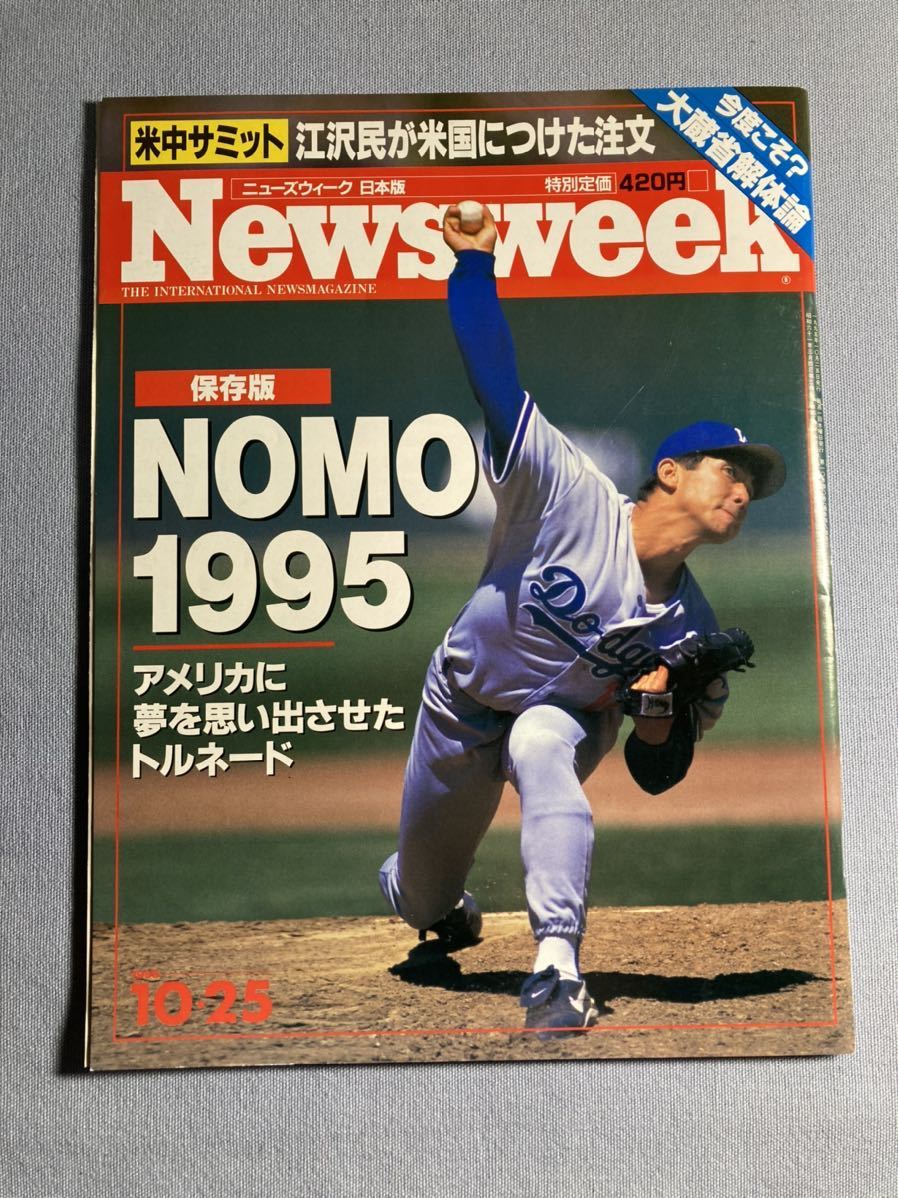 米中サミット 江沢民が米国につけた注文
今度こそ?
大蔵省解体論
ニューズウィーク 日本版
特別定価 420円
Newsweek
THE INTERNATIONAL NEWSMAGAZINE
保存版
NOMO
1995
アメリカに
夢を思い出させた
トルネード
Dodge
10・25